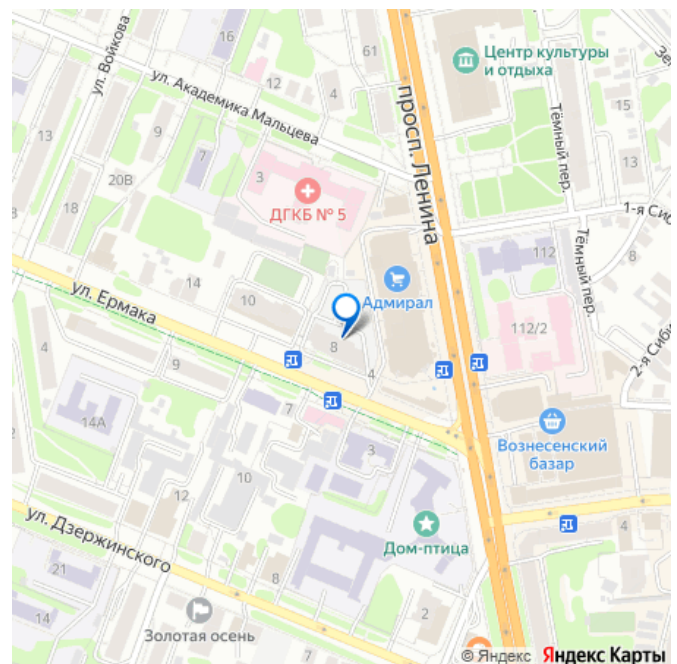 16
61
Центр культуры
и отдыха
ул. Войкова
12
4
просп. Ленина
Тёмный пер.
15
ул. Академика Мальцева
13
9
7
3
13
20В
ДГКБ № 5
18
1-я Сиб
112
Тёмный пер.
8
14
ул. Ермака
10
Адмирал
112/2
2-я Сиби
8
4
9
14А
7
3
Вознесенский
базар
4
10
12
4
ул. Дзержинского
Дом-птица
21
8
14
2
Золотая осень
© Яндекс Яндекс Карты